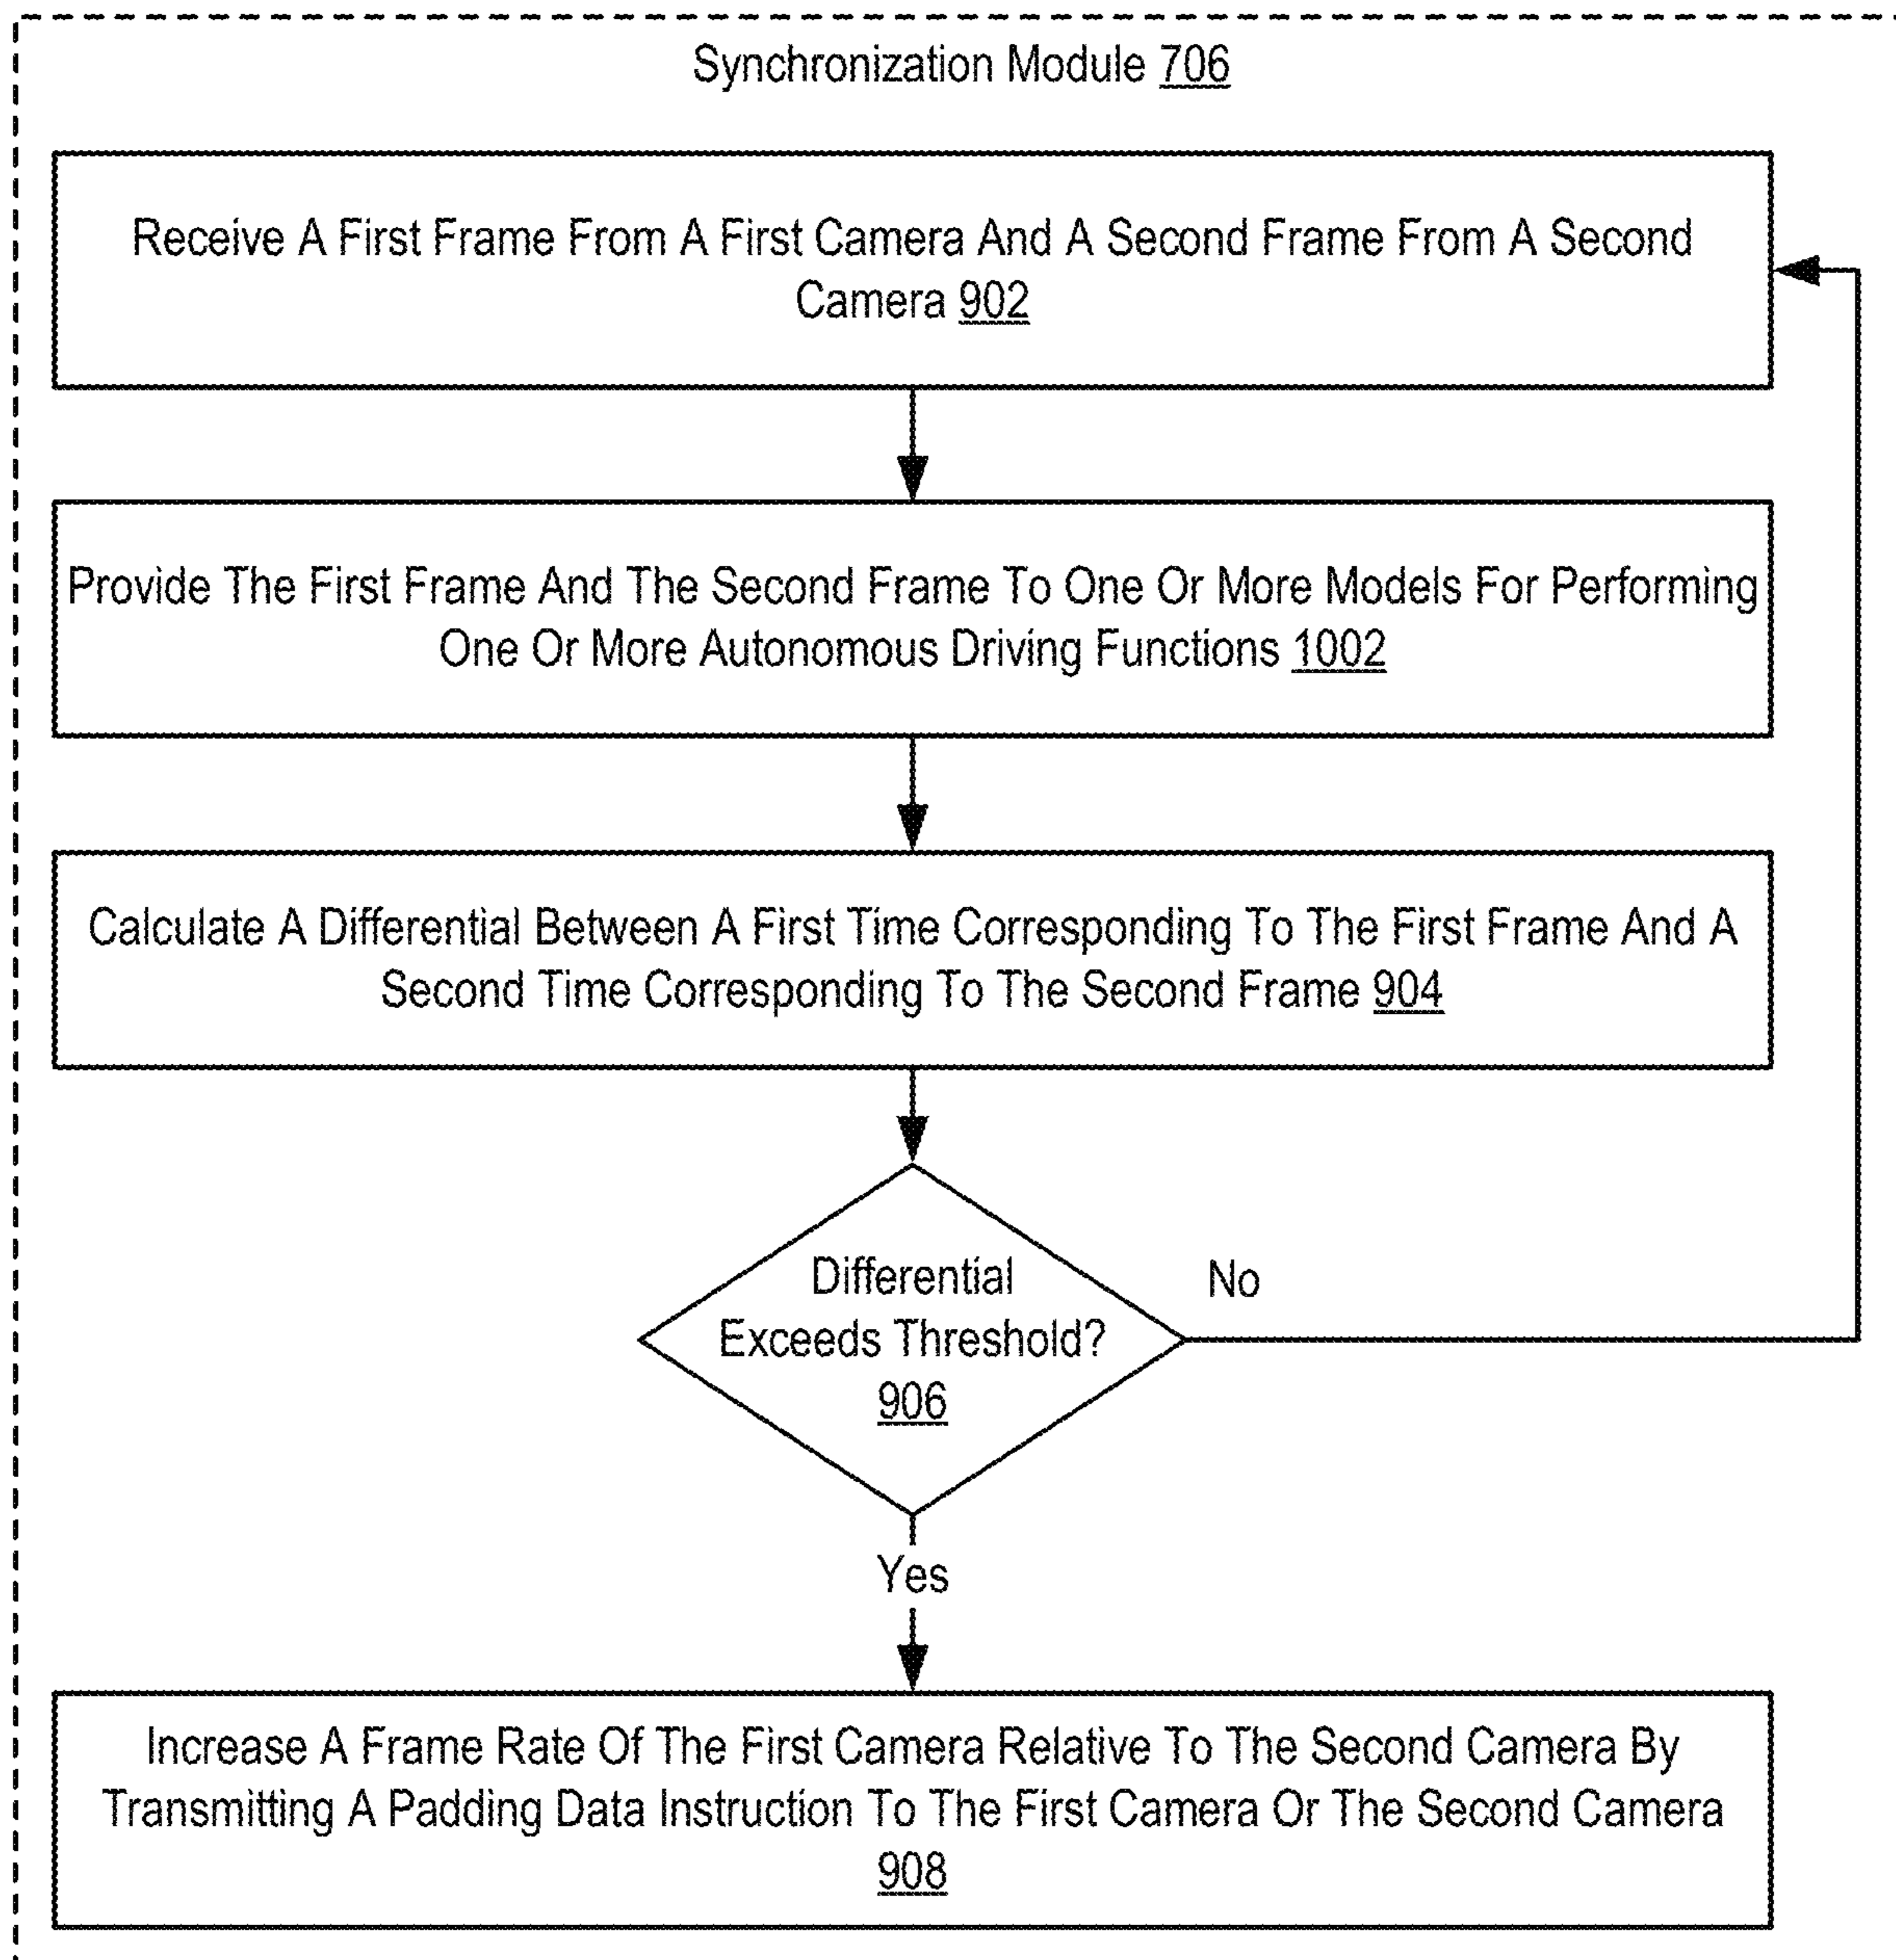 Synchronization Module 706
Receive A First Frame From A First Camera And A Second Frame From A Second
Camera 902
Provide The First Frame And The Second Frame To One Or More Models For Performing
One Or More Autonomous Driving Functions 1002
Calculate A Differential Between A First Time Corresponding To The First Frame And A
Second Time Corresponding To The Second Frame 904
Differential
Exceeds Threshold?
906
No
Yes
Increase A Frame Rate Of The First Camera Relative To The Second Camera By
Transmitting A Padding Data Instruction To The First Camera Or The Second Camera
908